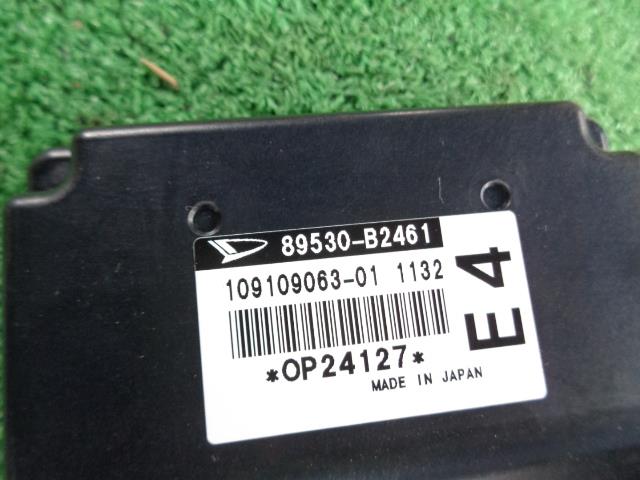 89530-B2461
109109063-01 1132
E4
*OP24127*
MADE IN JAPAN